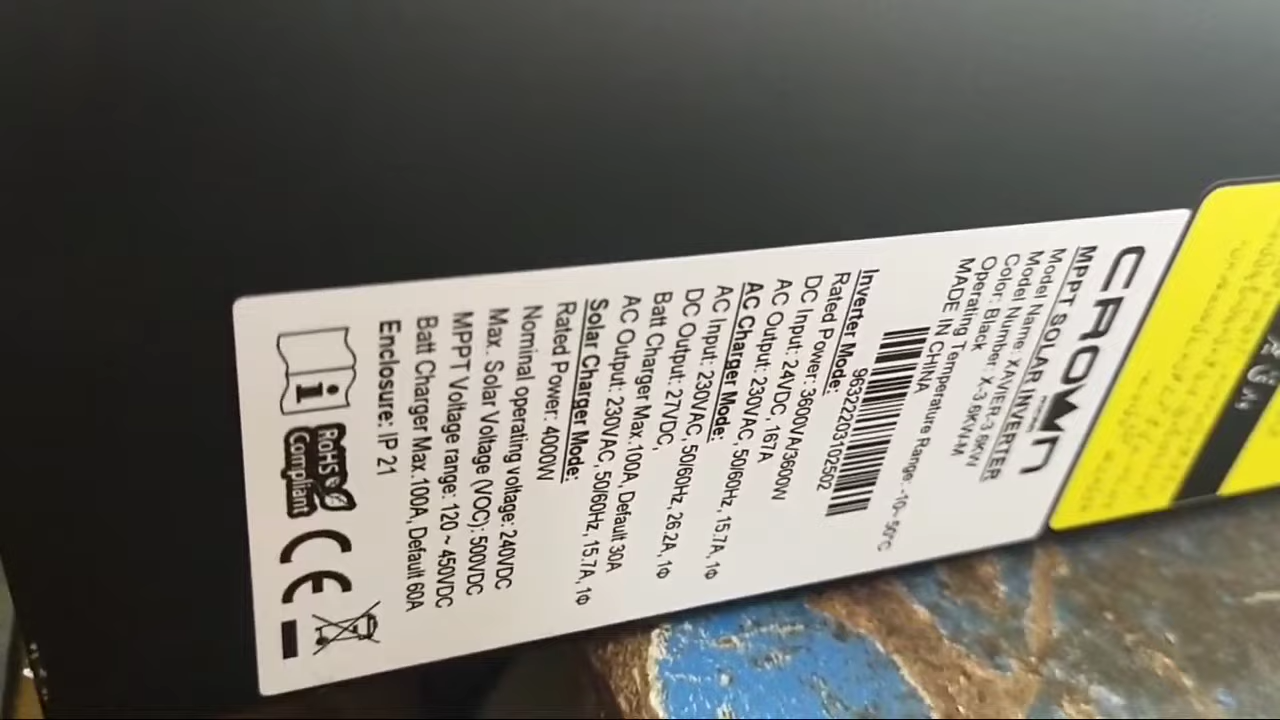 CROWN
MPPT SOLAR INVERTER
Model Name: XAVIER-3.6KW
Model Number: X-3.6KW-M
Color: Black
Operating Temperature Range: -10~ 50°C
MADE IN CHINA
96322203102502
Inverter Mode:
Rated Power: 3600VA/3600W
DC Input: 24VDC, 167A
AC Output: 230VAC, 50/60Hz, 15.7A, 1Φ
AC Charger Mode:
AC Input: 230VAC, 50/60Hz, 26.2A, 1Φ
DC Output: 27VDC,
Batt Charger Max.100A, Default 30A
AC Output: 230VAC, 50/60Hz, 15.7A, 1Φ
Solar Charger Mode:
Rated Power: 4000W
Nominal operating voltage: 240VDC
Max. Solar Voltage (VOC): 500VDC
MPPT Voltage range: 120 ~ 450VDC
Batt Charger Max.100A, Default 60A
Enclosure: IP 21
RoHS
Compliant
CE